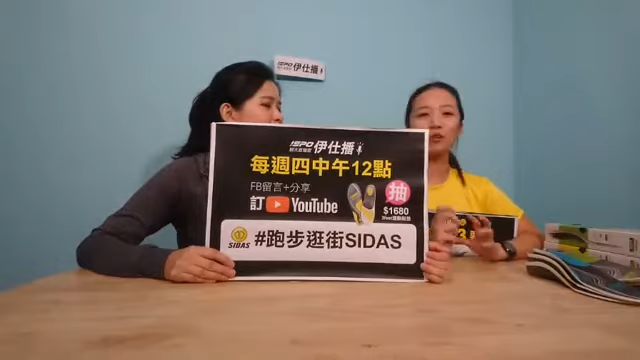 伊仕播
ISPO 伊仕播
每週四中午12點
FB留言+分享
訂 YouTube
抽
$1680
SIDAS
#跑步逛街SIDAS
3